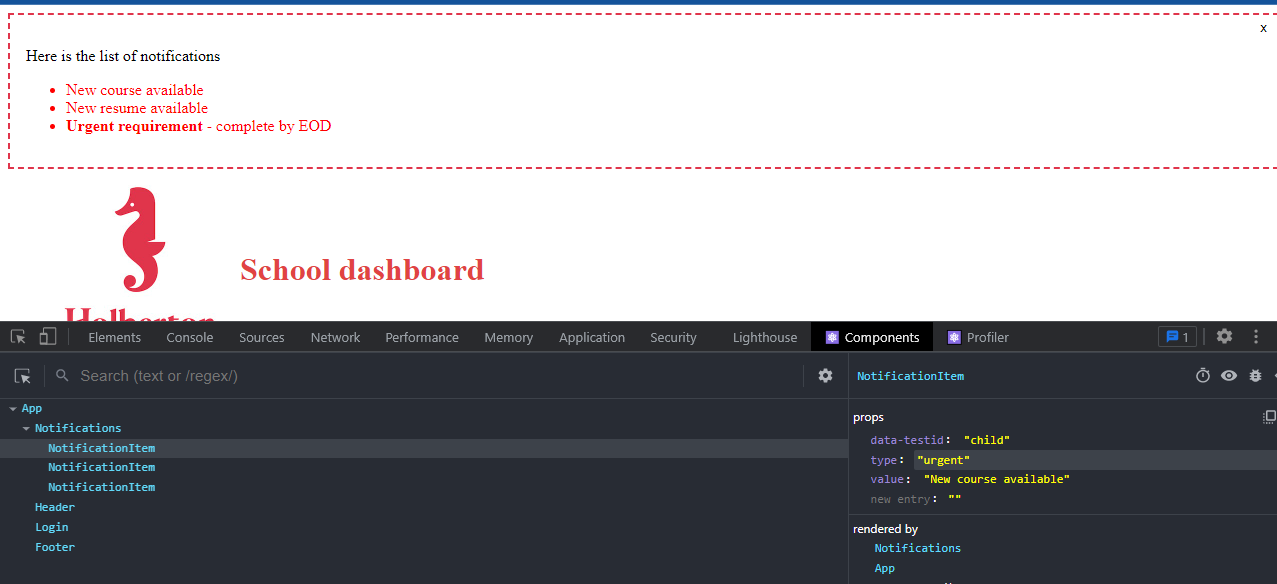 x
Here is the list of notifications
New course available
New resume available
Urgent requirement - complete by EOD
School dashboard
Holberton
Elements Console Sources Network Performance Memory Application Security Lighthouse Components Profiler 1
Search (text or /regex/)
NotificationItem
App
Notifications
NotificationItem
NotificationItem
NotificationItem
Header
Login
Footer
props
data-testid: "child"
type: "urgent"
value: "New course available"
new entry: ""
rendered by
Notifications
App